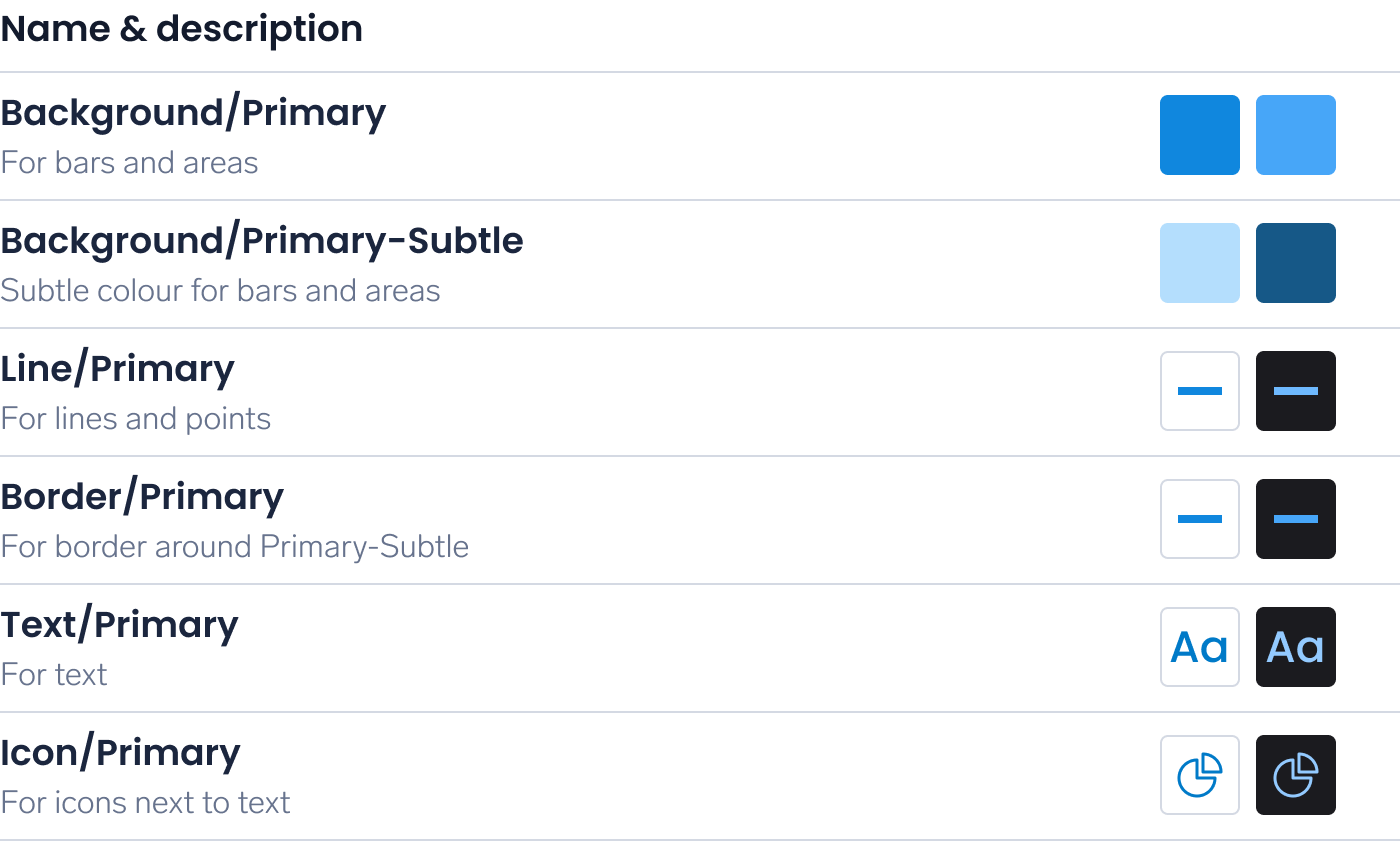 Name & description
Background/Primary
For bars and areas
Background/Primary-Subtle
Subtle colour for bars and areas
Line/Primary
For lines and points
Border/Primary
For border around Primary-Subtle
Text/Primary
For text
Aa Aa
Icon/Primary
For icons next to text